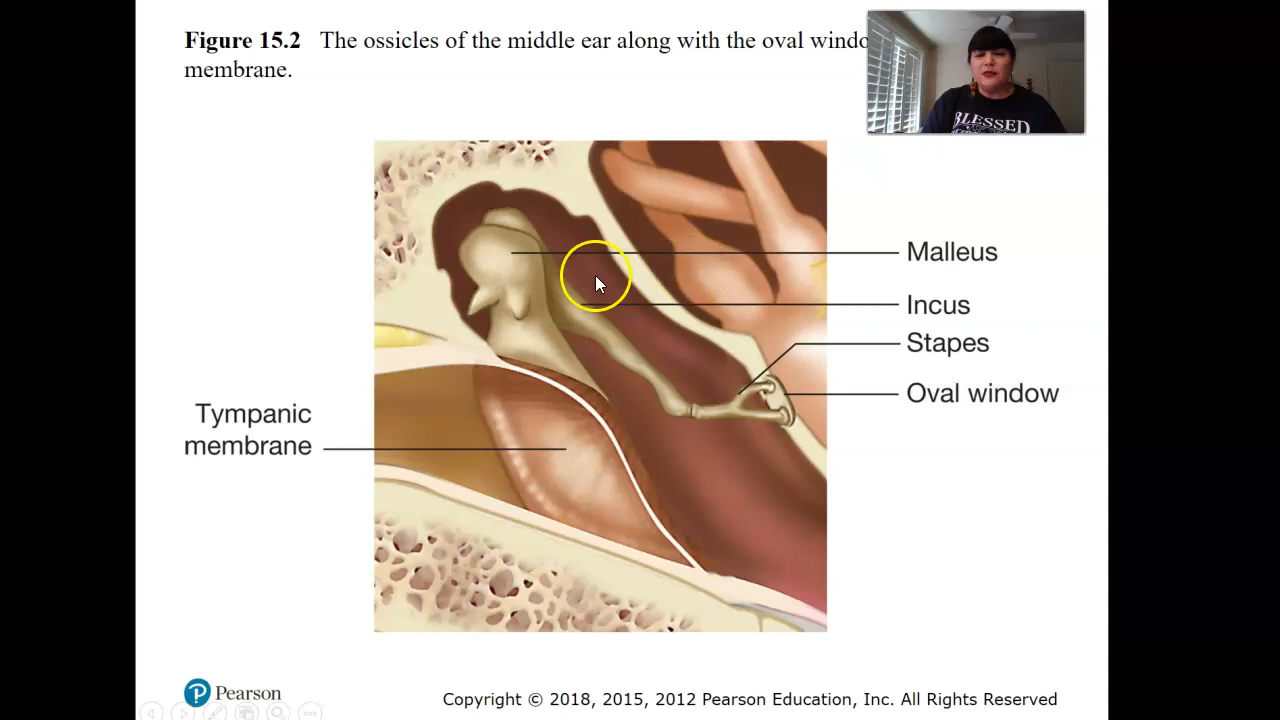 Figure 15.2 The ossicles of the middle ear along with the oval
membrane.
BLESSED
Malleus
Incus
Stapes
Oval window
Tympanic
membrane
Pearson
Copyright © 2018, 2015, 2012 Pearson Education, Inc. All Rights Reserved